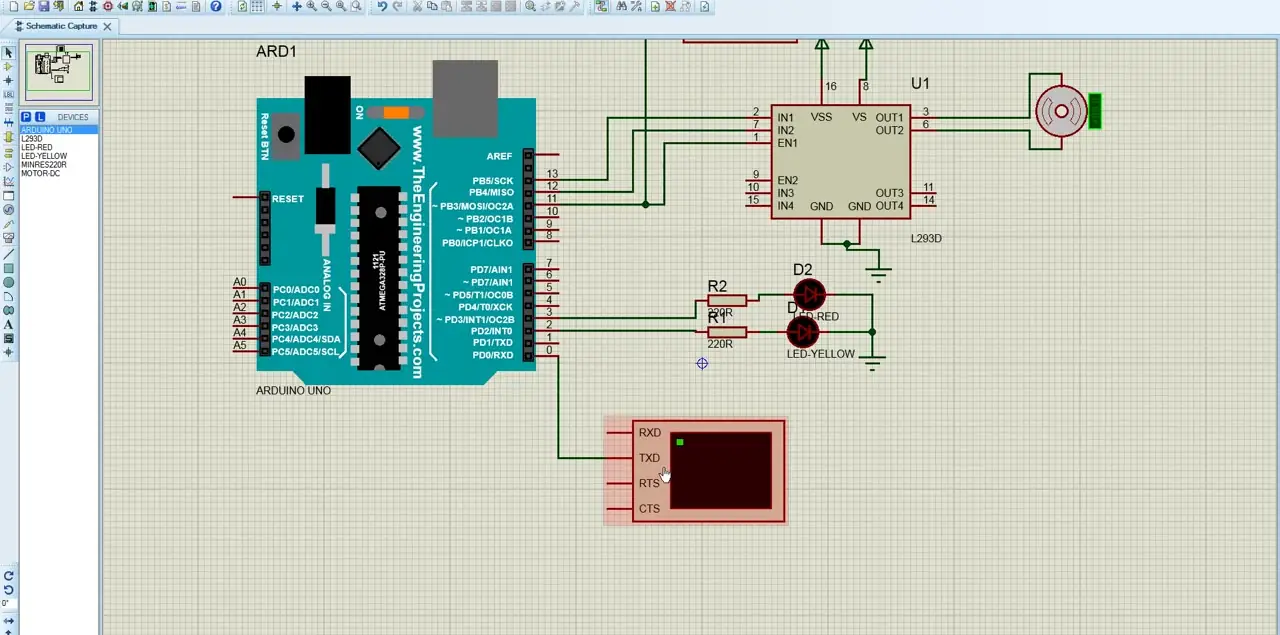 Schematic Capture
P L DEVICES
ARDUINO UNO
L293D
LED-RED
LED-YELLOW
MINRES220R
MOTOR-DC
0°
ARD1
Reset BTN
ON
www.TheEngineeringProjects.com
RESET
ANALOG IN
1121
ATMEGA328P-PU
A0 PC0/ADC0
A1 PC1/ADC1
A2 PC2/ADC2
A3 PC3/ADC3
A4 PC4/ADC4/SDA
A5 PC5/ADC5/SCL
ARDUINO UNO
AREF
PB5/SCK 13
PB4/MISO 12
~ PB3/MOSI/OC2A 11
~ PB2/OC1B 10
~ PB1/OC1A 9
PB0/ICP1/CLKO 8
PD7/AIN1 7
~ PD7/AIN1 6
~ PD5/T1/OC0B 5
PD4/T0/XCK 4
~ PD3/INT1/OC2B 3
PD2/INT0 2
PD1/TXD 1
PD0/RXD 0
U1
16 8
VSS VS
2 IN1 OUT1 3
7 IN2 OUT2 6
1 EN1
9 EN2
10 IN3 OUT3 11
15 IN4 OUT4 14
GND GND
L293D
R2
220R
D2
LED-RED
R1
220R
D
LED-YELLOW
RXD
TXD
RTS
CTS